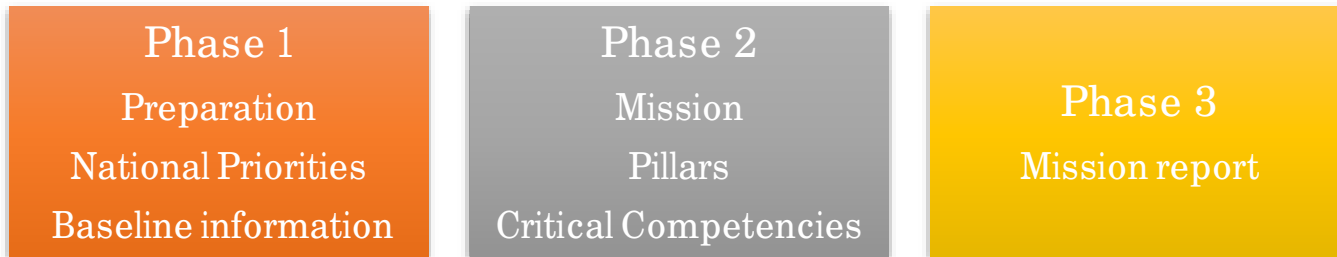 Phase 1
Preparation
National Priorities
Baseline information
Phase 2
Mission
Pillars
Critical Competencies
Phase 3
Mission report